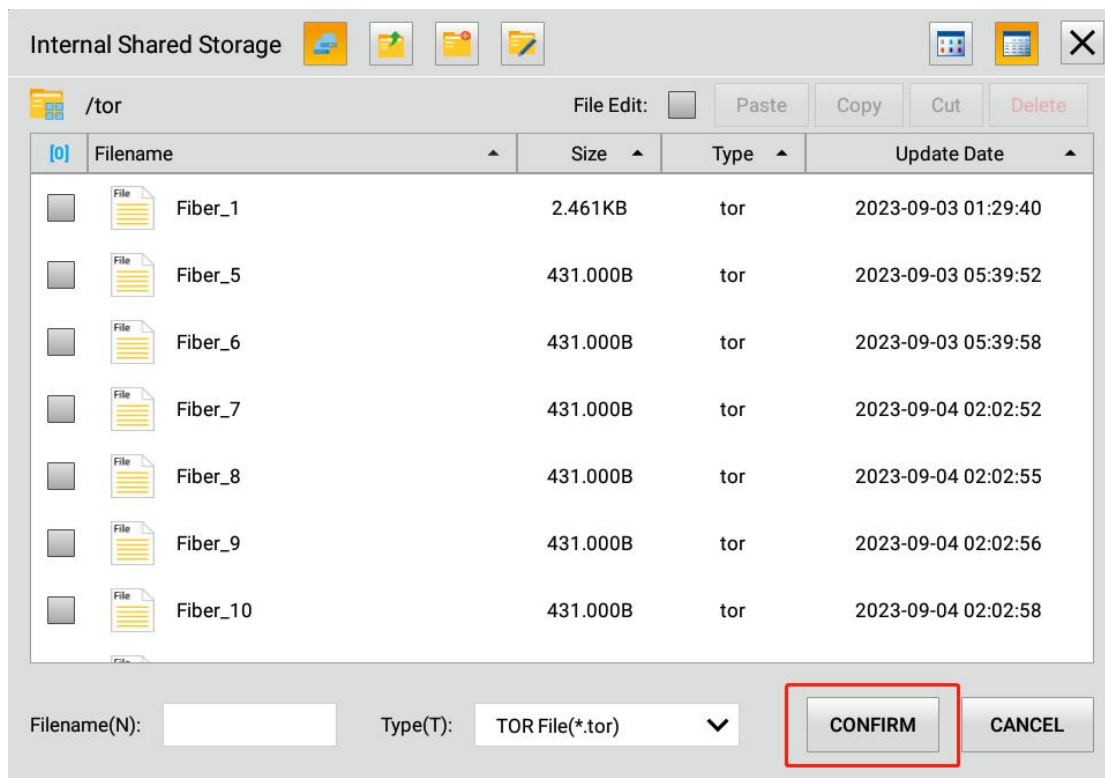 Internal Shared Storage
/tor File Edit: Paste Copy Cut Delete
[0] Filename Size Type Update Date
File Fiber_1 2.461KB tor 2023-09-03 01:29:40
File Fiber_5 431.000B tor 2023-09-03 05:39:52
File Fiber_6 431.000B tor 2023-09-03 05:39:58
File Fiber_7 431.000B tor 2023-09-04 02:02:52
File Fiber_8 431.000B tor 2023-09-04 02:02:55
File Fiber_9 431.000B tor 2023-09-04 02:02:56
File Fiber_10 431.000B tor 2023-09-04 02:02:58
File
Filename(N): Type(T): TOR File(*.tor) CONFIRM CANCEL